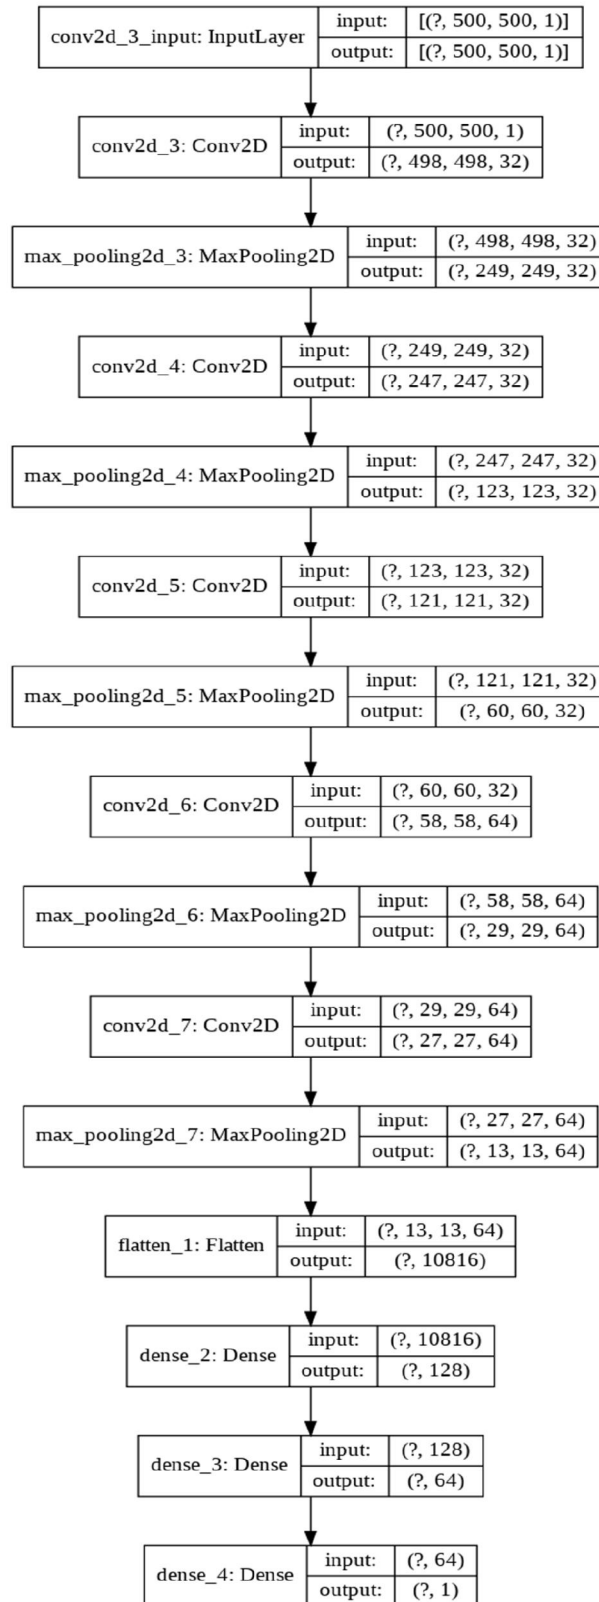 conv2d_3_input: InputLayer
input: [(?, 500, 500, 1)]
output: [(?, 500, 500, 1)]
conv2d_3: Conv2D
input: (?, 500, 500, 1)
output: (?, 498, 498, 32)
max_pooling2d_3: MaxPooling2D
input: (?, 498, 498, 32)
output: (?, 249, 249, 32)
conv2d_4: Conv2D
input: (?, 249, 249, 32)
output: (?, 247, 247, 32)
max_pooling2d_4: MaxPooling2D
input: (?, 247, 247, 32)
output: (?, 123, 123, 32)
conv2d_5: Conv2D
input: (?, 123, 123, 32)
output: (?, 121, 121, 32)
max_pooling2d_5: MaxPooling2D
input: (?, 121, 121, 32)
output: (?, 60, 60, 32)
conv2d_6: Conv2D
input: (?, 60, 60, 32)
output: (?, 58, 58, 64)
max_pooling2d_6: MaxPooling2D
input: (?, 58, 58, 64)
output: (?, 29, 29, 64)
conv2d_7: Conv2D
input: (?, 29, 29, 64)
output: (?, 27, 27, 64)
max_pooling2d_7: MaxPooling2D
input: (?, 27, 27, 64)
output: (?, 13, 13, 64)
flatten_1: Flatten
input: (?, 13, 13, 64)
output: (?, 10816)
dense_2: Dense
input: (?, 10816)
output: (?, 128)
dense_3: Dense
input: (?, 128)
output: (?, 64)
dense_4: Dense
input: (?, 64)
output: (?, 1)